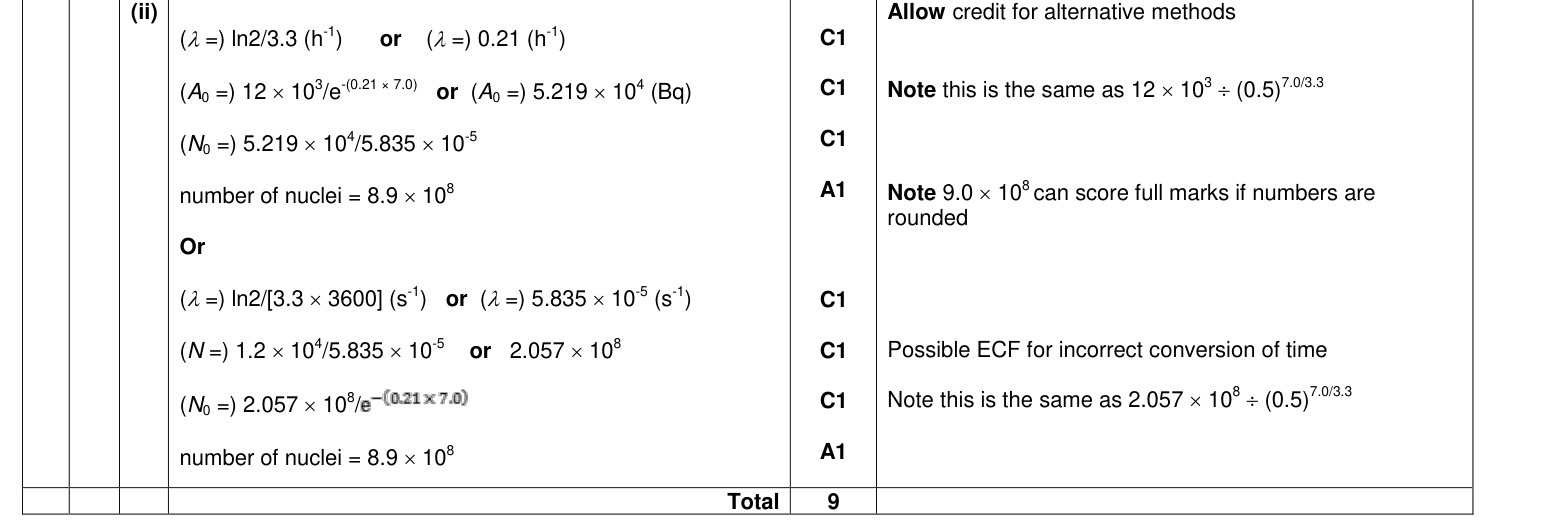 (ii)
Allow credit for alternative methods
(λ =) ln2/3.3 (h⁻¹) or (λ =) 0.21 (h⁻¹) C1
(A₀ =) 12 × 10³/e⁻⁽⁰·²¹ ˣ ⁷·⁰⁾ or (A₀ =) 5.219 × 10⁴ (Bq) C1 Note this is the same as 12 × 10³ ÷ (0.5)⁷·⁰/³·³
(N₀ =) 5.219 × 10⁴/5.835 × 10⁻⁵ C1
number of nuclei = 8.9 × 10⁸ A1 Note 9.0 × 10⁸ can score full marks if numbers are
rounded
Or
(λ =) ln2/[3.3 × 3600] (s⁻¹) or (λ =) 5.835 × 10⁻⁵ (s⁻¹) C1
(N =) 1.2 × 10⁴/5.835 × 10⁻⁵ or 2.057 × 10⁸ C1 Possible ECF for incorrect conversion of time
(N₀ =) 2.057 × 10⁸/e⁻⁽⁰·²¹ ˣ ⁷·⁰⁾ C1 Note this is the same as 2.057 × 10⁸ ÷ (0.5)⁷·⁰/³·³
number of nuclei = 8.9 × 10⁸ A1
Total 9